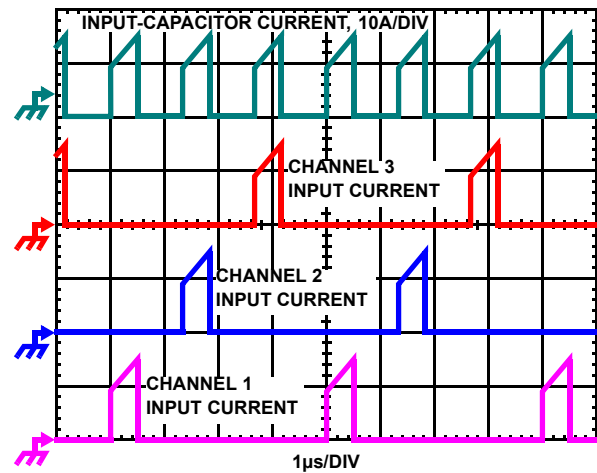 INPUT-CAPACITOR CURRENT, 10A/DIV
CHANNEL 3
INPUT CURRENT
CHANNEL 2
INPUT CURRENT
CHANNEL 1
INPUT CURRENT
1μs/DIV